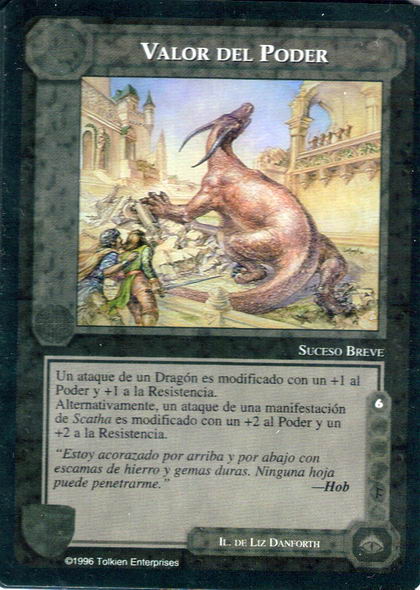 VALOR DEL PODER
SUCESO BREVE
Un ataque de un Dragón es modificado con un +1 al
Poder y +1 a la Resistencia.
Alternativamente, un ataque de una manifestación
de Scatha es modificado con un +2 al Poder y un
+2 a la Resistencia.
6
“Estoy acorazado por arriba y por abajo con
escamas de hierro y gemas duras. Ninguna hoja
puede penetrarme.” —Hob
F
IL. DE LIZ DANFORTH
©1996 Tolkien Enterprises